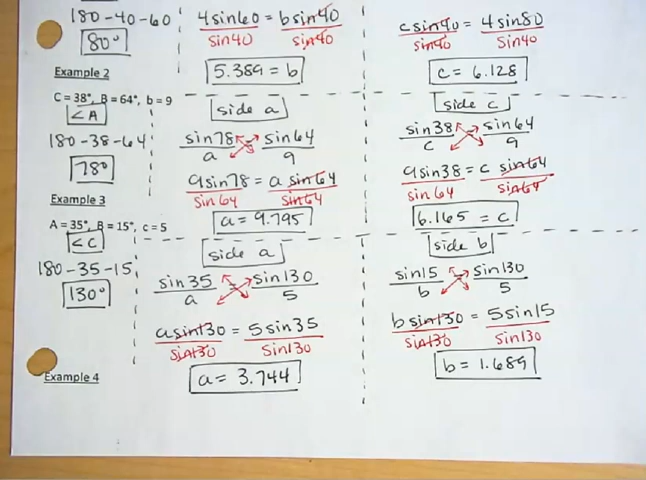 180-40-60
80°
4sin60 = bsin40
sin40 sin40
5.389 = b
csin40 = 4sin80
sin40 sin40
c = 6.128
Example 2
C = 38°, B = 64°, b = 9
<A
180-38-64
78°
side a
sin78 = sin64
a 9
9sin78 = a sin64
sin64 sin64
a = 9.795
side c
sin38 = sin64
c 9
9sin38 = c sin64
sin64 sin64
6.165 = c
Example 3
A = 35°, B = 15°, c = 5
<C
180-35-15
130°
side a
sin35 = sin130
a 5
asin130 = 5sin35
sin130 sin130
a = 3.744
side b
sin15 = sin130
b 5
bsin130 = 5sin15
sin130 sin130
b = 1.689
Example 4